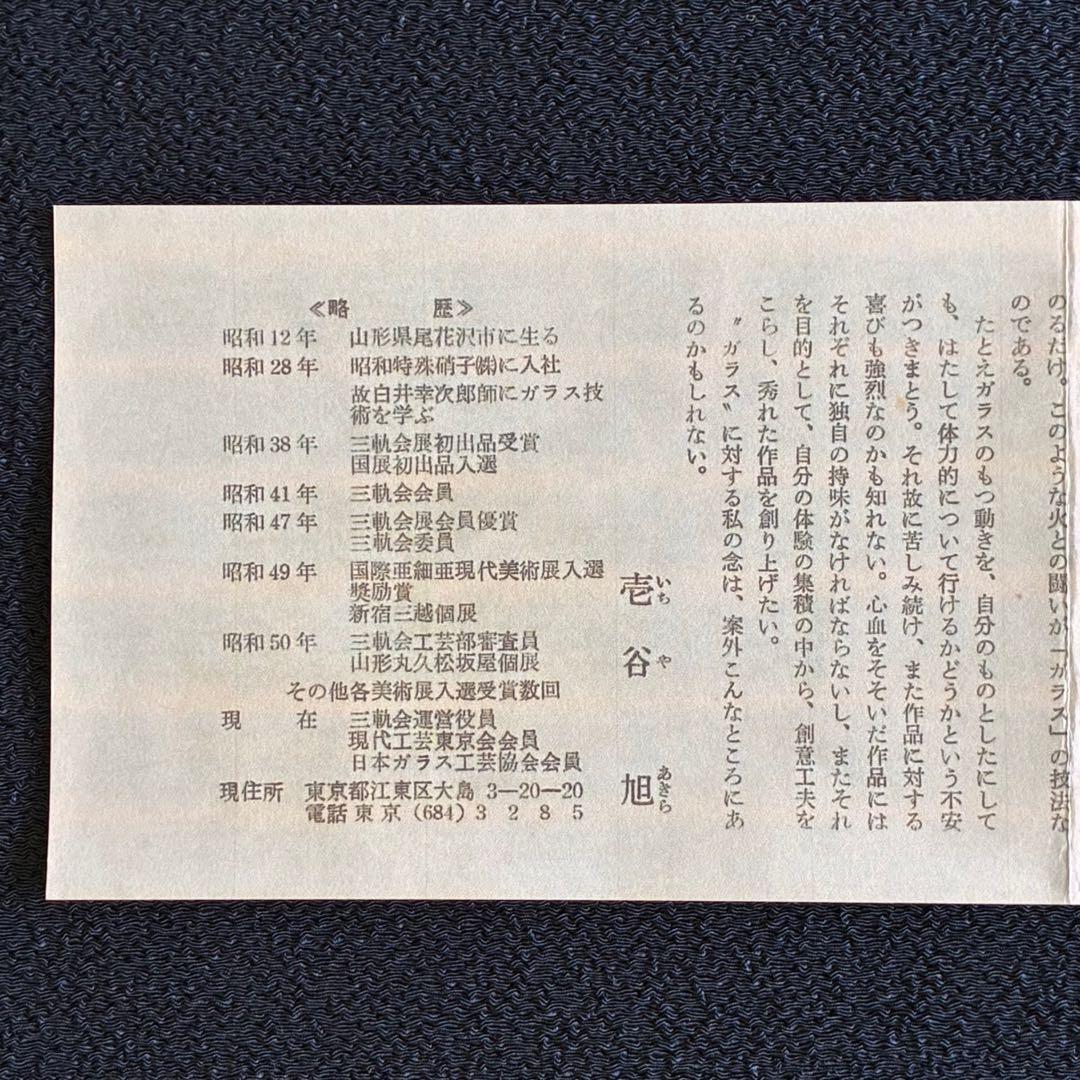 のるだけ。このような火との闘いが「ガラス」の技法な
のである。
たとえガラスのもつ動きを、自分のものとしたにして
も、はたして体力的について行けるかどうかという不安
がつきまとう。それ故に苦しみ続け、また作品に対する
喜びも強烈なのかも知れない。心血をそそいだ作品には
それぞれに独自の持味がなければならないし、またそれ
を目的として、自分の体験の集積の中から、創意工夫を
こらし、秀れた作品を創り上げたい。
〝ガラス〟に対する私の念は、案外こんなところにあ
るのかもしれない。
壱谷旭
いちやあきら
≪略歴≫
昭和12年 山形県尾花沢市に生る
昭和28年 昭和特殊硝子㈱に入社
故白井幸次郎師にガラス技
術を学ぶ
昭和38年 三軌会展初出品受賞
国展初出品入選
昭和41年 三軌会会員
昭和47年 三軌会展会員優賞
三軌会委員
昭和49年 国際亜細亜現代美術展入選
奨励賞
新宿三越個展
昭和50年 三軌会工芸部審査員
山形丸久松坂屋個展
その他各美術展入選受賞数回
現在 三軌会運営役員
現代工芸東京会会員
日本ガラス工芸協会会員
現住所 東京都江東区大島 3—20—20
電話 東京 (684) 3285